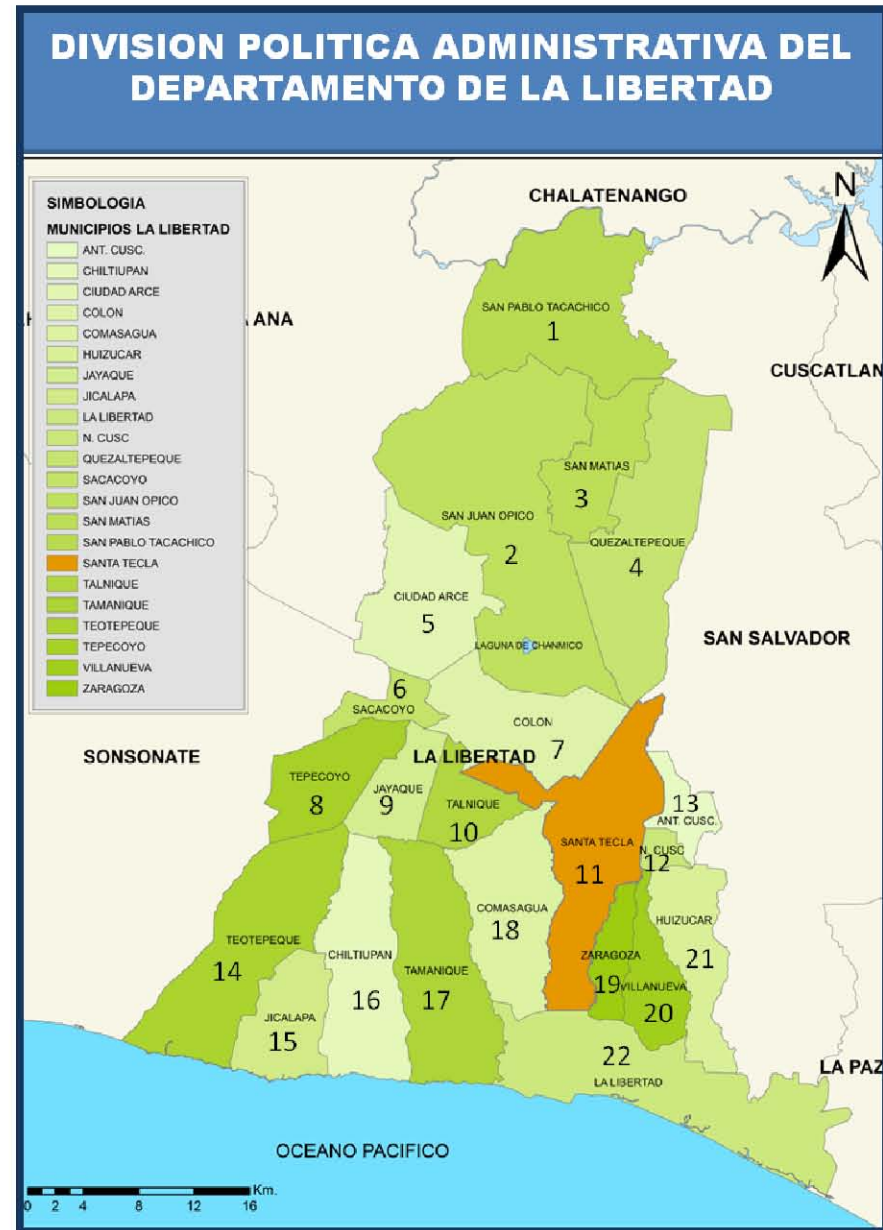 DIVISION POLITICA ADMINISTRATIVA DEL
DEPARTAMENTO DE LA LIBERTAD
SIMBOLOGIA
MUNICIPIOS LA LIBERTAD
ANT. CUSC.
CHILTIUPAN
CIUDAD ARCE
COLON
COMASAGUA
HUIZUCAR
JAYAQUE
JICALAPA
LA LIBERTAD
N. CUSC
QUEZALTEPEQUE
SACACOYO
SAN JUAN OPICO
SAN MATIAS
SAN PABLO TACACHICO
SANTA TECLA
TALNIQUE
TAMANIQUE
TEOTEPEQUE
TEPECOYO
VILLANUEVA
ZARAGOZA
CHALATENANGO
N
SAN PABLO TACACHICO
1
ANA
CUSCATLAN
SAN MATIAS
3
SAN JUAN OPICO
2
QUEZALTEPEQUE
4
CIUDAD ARCE
5
LAGUNA DE CHANMICO
SAN SALVADOR
6
SACACOYO
COLON
7
SONSONATE
LA LIBERTAD
TEPECOYO
8
JAYAQUE
9
TALNIQUE
10
13
ANT. CUSC.
SANTA TECLA
11
N. CUSC
12
COMASAGUA
18
HUIZUCAR
21
TEOTEPEQUE
14
CHILTIUPAN
16
TAMANIQUE
17
ZARAGOZA
19
VILLANUEVA
20
JICALAPA
15
22
LA LIBERTAD
LA PAZ
OCEANO PACIFICO
Km.
0 2 4 8 12 16